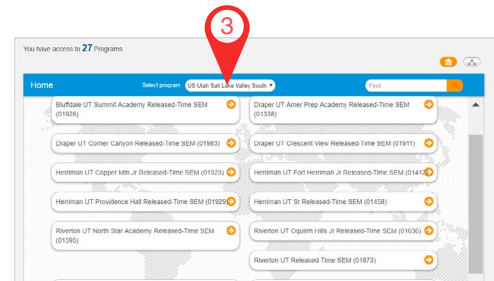 3
You have access to 27 Programs
Home
Select program
US Utah Salt Lake Valley South
Find
Bluffdale UT Summit Academy Released-Time SEM
(01926)
Draper UT Amer Prep Academy Released-Time SEM
(01338)
Draper UT Corner Canyon Released-Time SEM (01983)
Draper UT Crescent View Released-Time SEM (01911)
Herriman UT Copper Mtn Jr Released-Time SEM (01923)
Herriman UT Fort Herriman Jr Released-Time SEM (01417)
Herriman UT Providence Hall Released-Time SEM (01929)
Herriman UT Sr Released-Time SEM (01458)
Riverton UT North Star Academy Released-Time SEM
(01595)
Riverton UT Oquirrh Hills Jr Released-Time SEM (01636)
Riverton UT Released-Time SEM (01873)